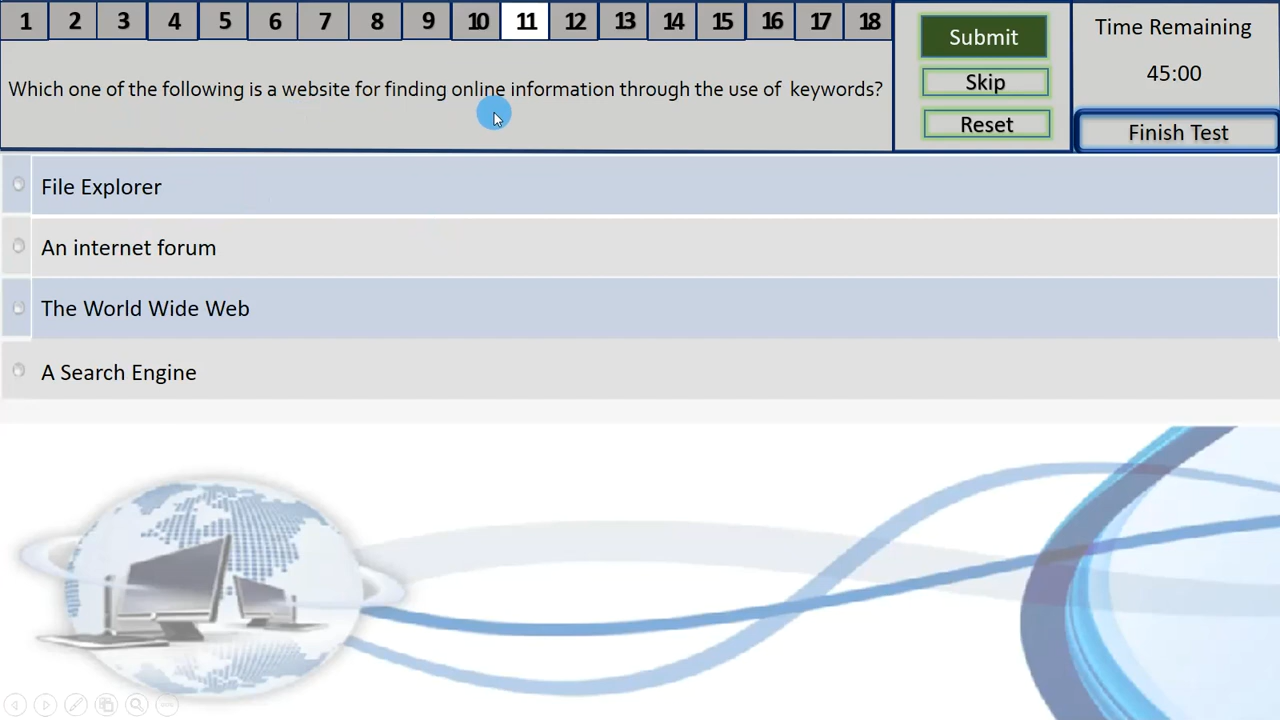 1 2 3 4 5 6 7 8 9 10 11 12 13 14 15 16 17 18
Which one of the following is a website for finding online information through the use of keywords?
Submit
Skip
Reset
Time Remaining
45:00
Finish Test
File Explorer
An internet forum
The World Wide Web
A Search Engine